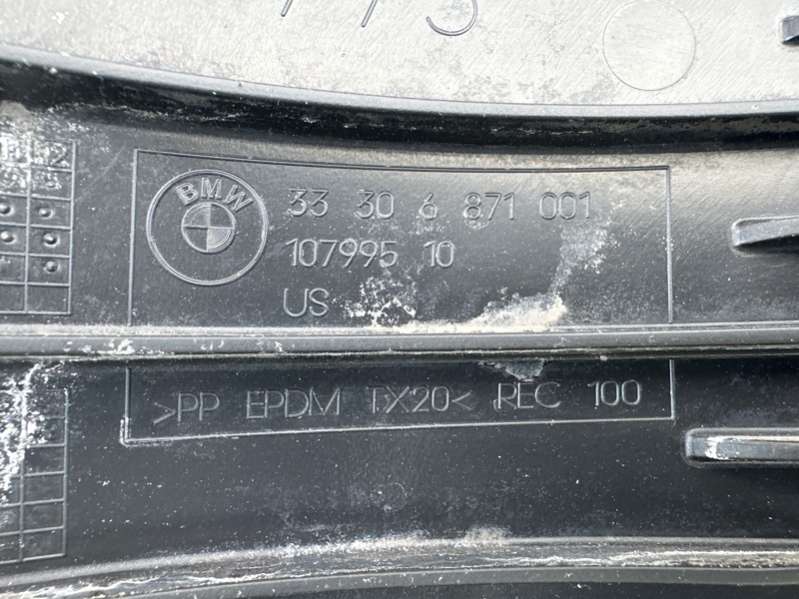 BMW
33 30 6 871 001
107995 10
US
>PP EPDM TX20< REC 100